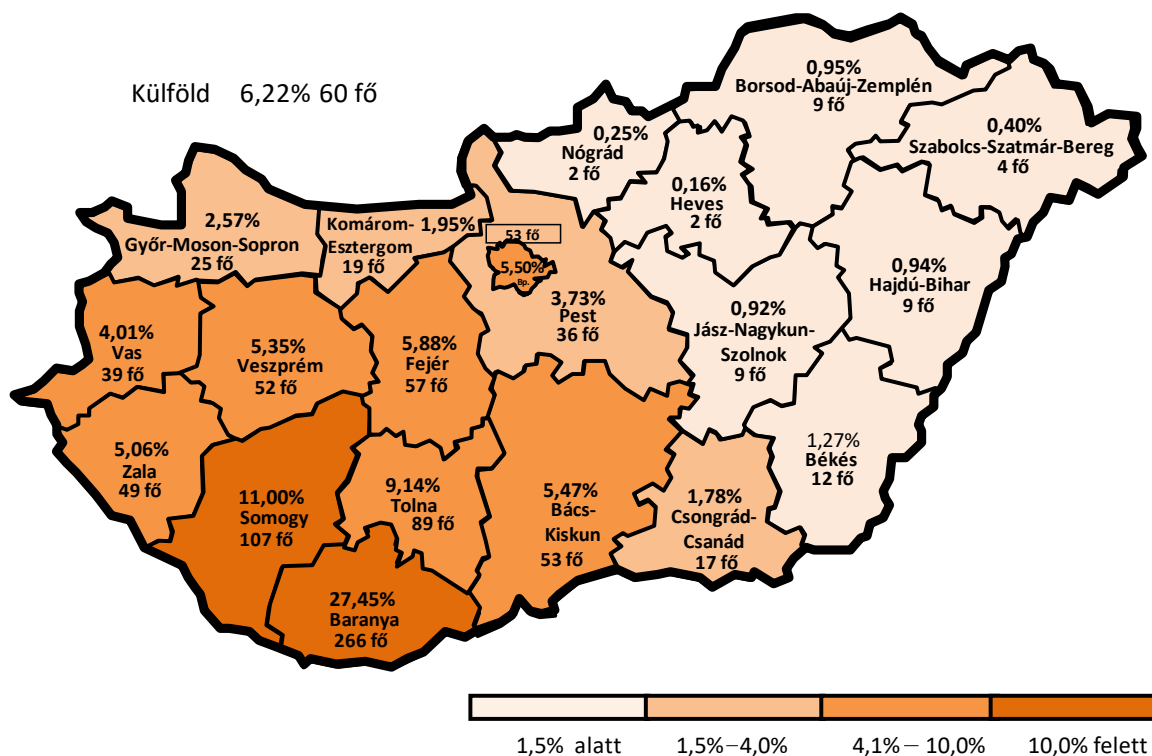 Külföld 6,22% 60 fő
0,95%
Borsod-Abaúj-Zemplén
9 fő
0,40%
Szabolcs-Szatmár-Bereg
4 fő
0,25%
Nógrád
2 fő
0,16%
Heves
2 fő
2,57%
Győr-Moson-Sopron
25 fő
Komárom- 1,95%
Esztergom
19 fő
53 fő
5,50%
Bp.
3,73%
Pest
36 fő
0,94%
Hajdú-Bihar
9 fő
0,92%
Jász-Nagykun-
Szolnok
9 fő
4,01%
Vas
39 fő
5,35%
Veszprém
52 fő
5,88%
Fejér
57 fő
5,06%
Zala
49 fő
11,00%
Somogy
107 fő
9,14%
Tolna
89 fő
5,47%
Bács-
Kiskun
53 fő
1,78%
Csongrád-
Csanád
17 fő
1,27%
Békés
12 fő
27,45%
Baranya
266 fő
1,5% alatt 1,5%–4,0% 4,1% – 10,0% 10,0% felett